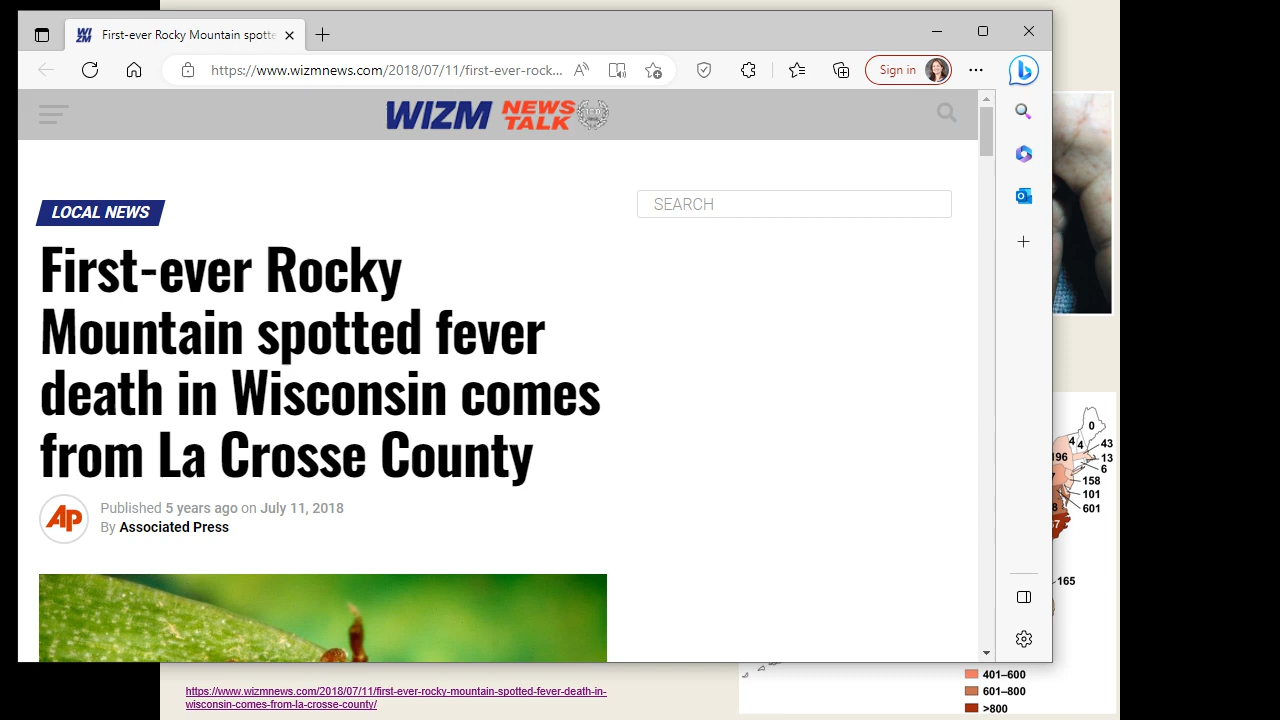 First-ever Rocky Mountain spotte
https://www.wizmnews.com/2018/07/11/first-ever-rock...
Sign in
WIZM NEWS TALK
LOCAL NEWS
SEARCH
First-ever Rocky
Mountain spotted fever
death in Wisconsin comes
from La Crosse County
Published 5 years ago on July 11, 2018
By Associated Press
AP
0
4
4
43
196
13
6
158
101
601
165
401–600
601–800
>800
https://www.wizmnews.com/2018/07/11/first-ever-rocky-mountain-spotted-fever-death-in-
wisconsin-comes-from-la-crosse-county/